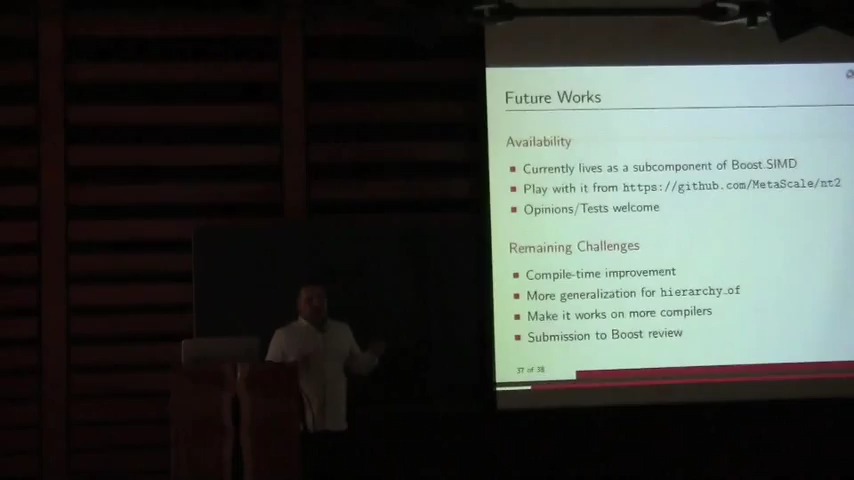 Future Works
Availability
Currently lives as a subcomponent of Boost.SIMD
Play with it from https://github.com/MetaScale/nt2
Opinions/Tests welcome
Remaining Challenges
Compile-time improvement
More generalization for hierarchy_of
Make it works on more compilers
Submission to Boost review
37 of 38